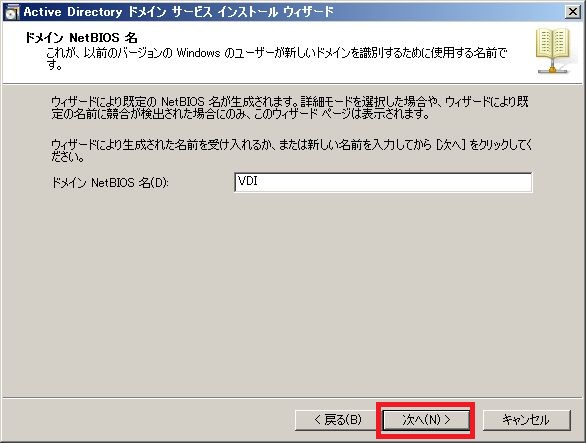 Active Directory ドメイン サービス インストール ウィザード
ドメイン NetBIOS 名
これが、以前のバージョンの Windows のユーザーが新しいドメインを識別するために使用する名前で
す。
ウィザードにより既定の NetBIOS 名が生成されます。詳細モードを選択した場合や、ウィザードにより既
定の名前に競合が検出された場合にのみ、このウィザード ページは表示されます。
ウィザードにより生成された名前を受け入れるか、または新しい名前を入力してから [次へ] をクリックしてく
ださい。
ドメイン NetBIOS 名(D): VDI
< 戻る(B) 次へ(N) > キャンセル